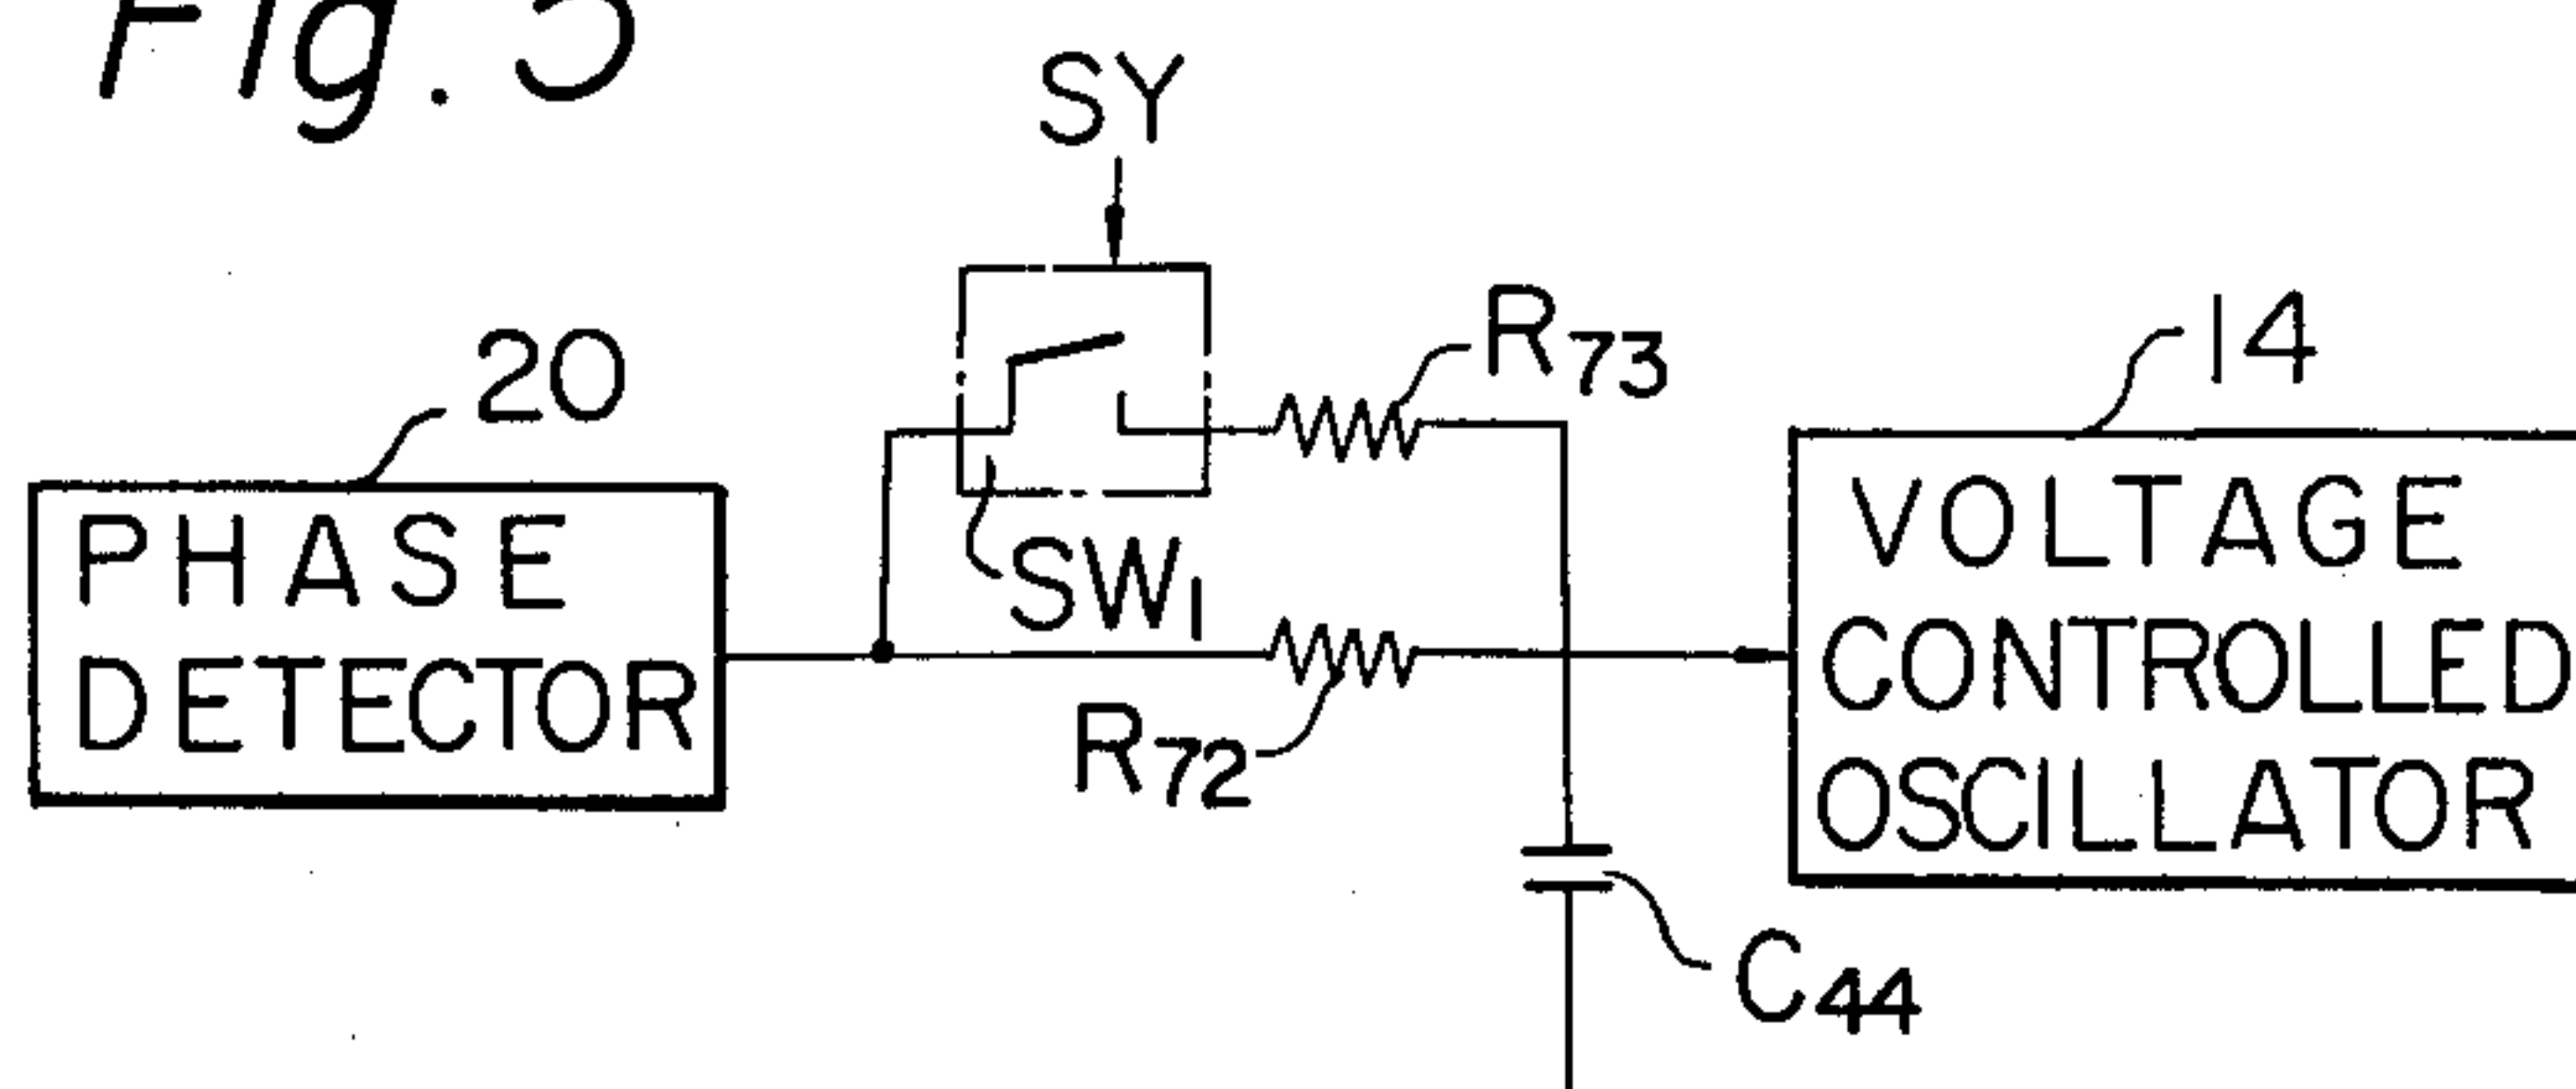 Fig. 5
SY
R73
14
20
PHASE
DETECTOR
SW1
R72
VOLTAGE
CONTROLLED
OSCILLATOR
C44